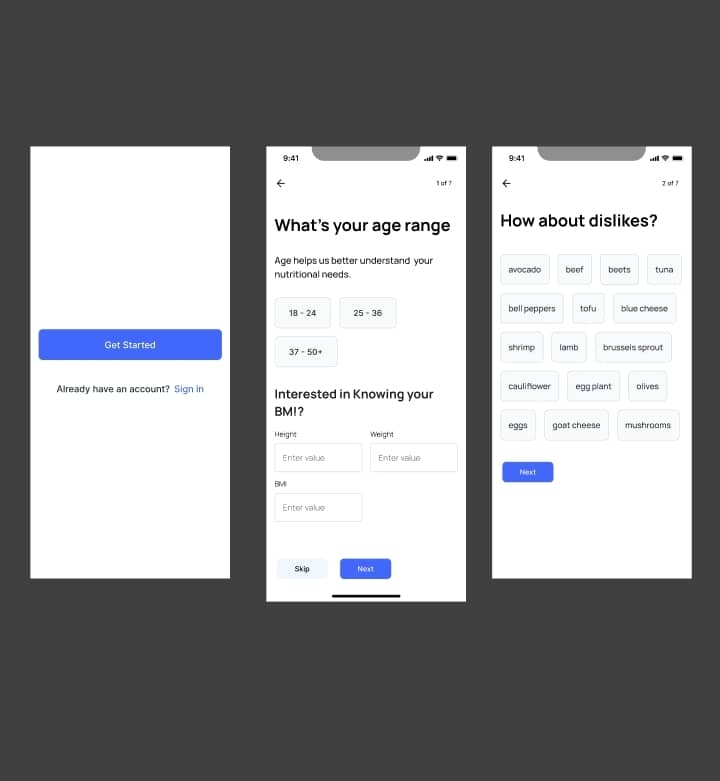 Get Started
Already have an account? Sign in
9:41
1 of 7
What's your age range
Age helps us better understand your
nutritional needs.
18 - 24
25 - 36
37 - 50+
Interested in Knowing your
BMI?
Height
Weight
Enter value
Enter value
BMI
Enter value
Skip
Next
9:41
2 of 7
How about dislikes?
avocado
beef
beets
tuna
bell peppers
tofu
blue cheese
shrimp
lamb
brussels sprout
cauliflower
egg plant
olives
eggs
goat cheese
mushrooms
Next